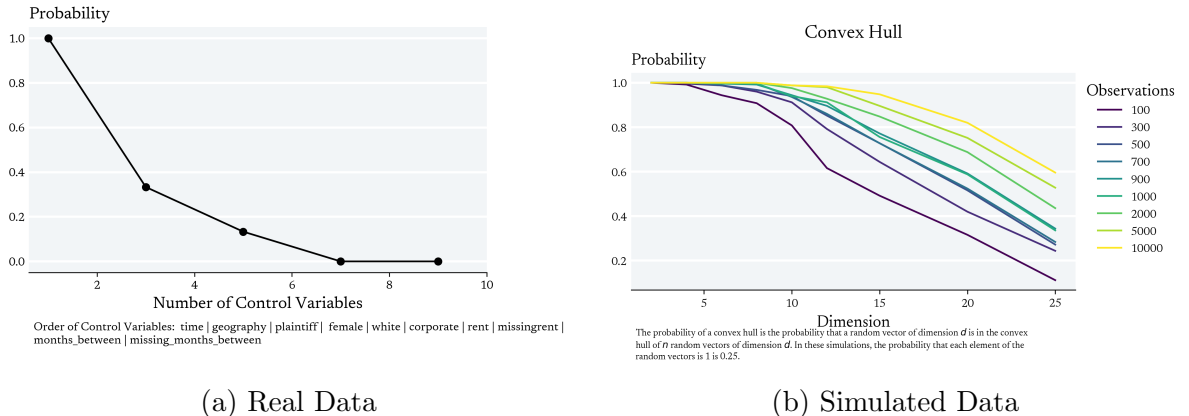 Probability
1.0
0.8
0.6
0.4
0.2
0.0
2 4 6 8 10
Number of Control Variables
Order of Control Variables: time | geography | plaintiff | female | white | corporate | rent | missingrent |
months_between | missing_months_between
(a) Real Data
Convex Hull
Probability
1.0
0.8
0.6
0.4
0.2
5 10 15 20 25
Dimension
The probability of a convex hull is the probability that a random vector of dimension d is in the convex
hull of n random vectors of dimension d. In these simulations, the probability that each element of the
random vectors is 1 is 0.25.
Observations
100
300
500
700
900
1000
2000
5000
10000
(b) Simulated Data